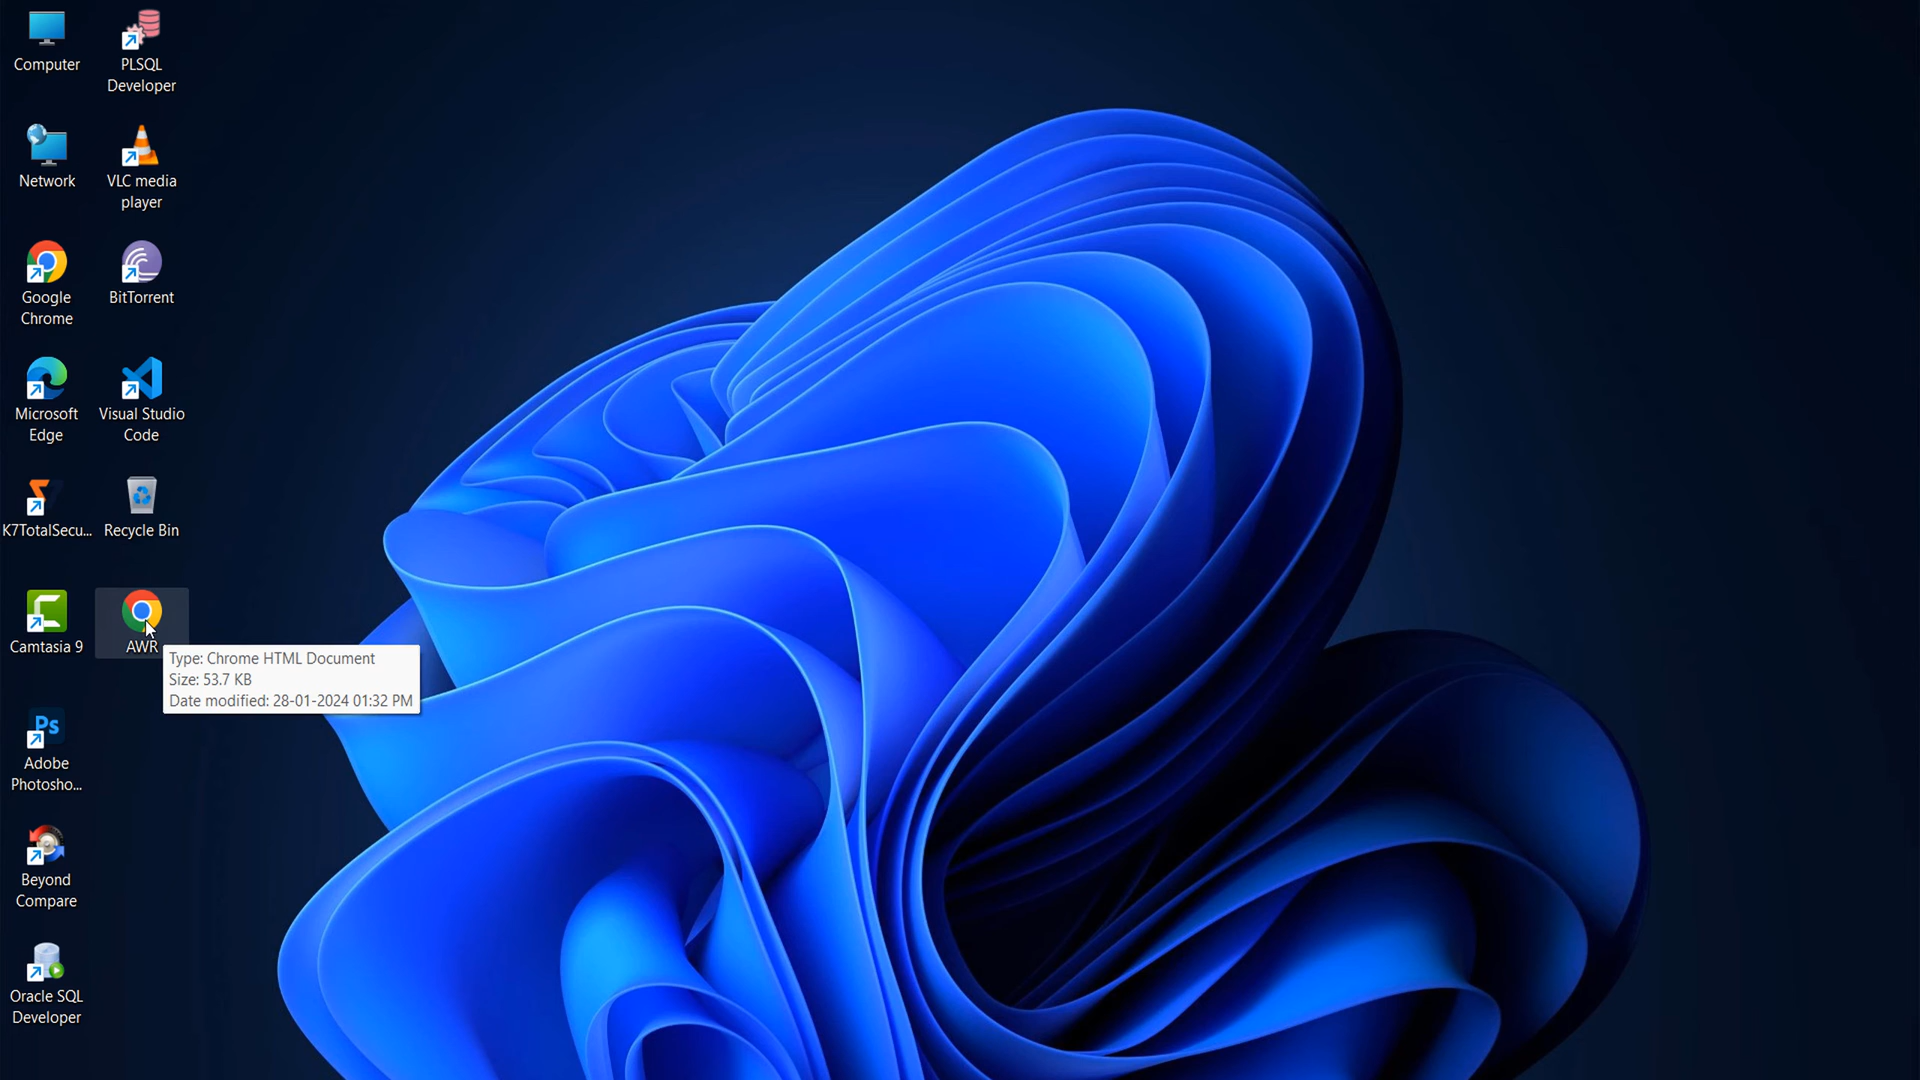 Computer
PLSQL
Developer
Network
VLC media
player
Google
Chrome
BitTorrent
Microsoft
Edge
Visual Studio
Code
K7TotalSecu...
Recycle Bin
Camtasia 9
AWR
Type: Chrome HTML Document
Size: 53.7 KB
Date modified: 28-01-2024 01:32 PM
Ps
Adobe
Photosho...
Beyond
Compare
Oracle SQL
Developer